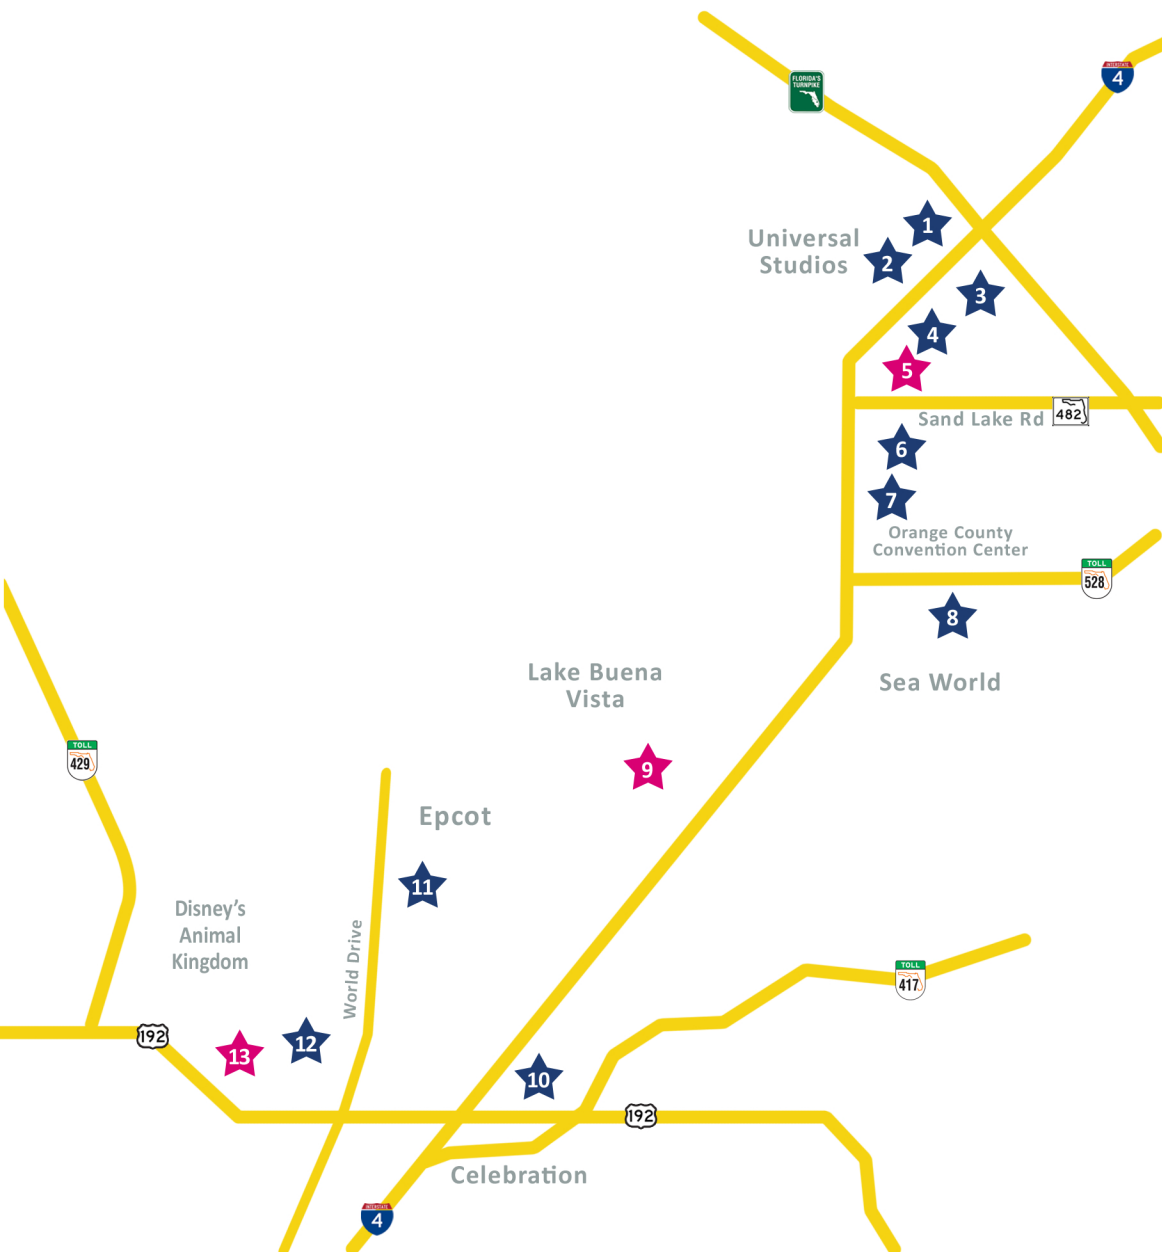 FLORIDA'S
TURNPIKE
INTERSTATE
4
1
Universal
Studios
2
3
4
5
Sand Lake Rd
482
6
7
Orange County
Convention Center
TOLL
528
8
Lake Buena
Vista
Sea World
TOLL
429
9
Epcot
11
Disney's
Animal
Kingdom
World Drive
TOLL
417
192
13
12
10
192
Celebration
INTERSTATE
4